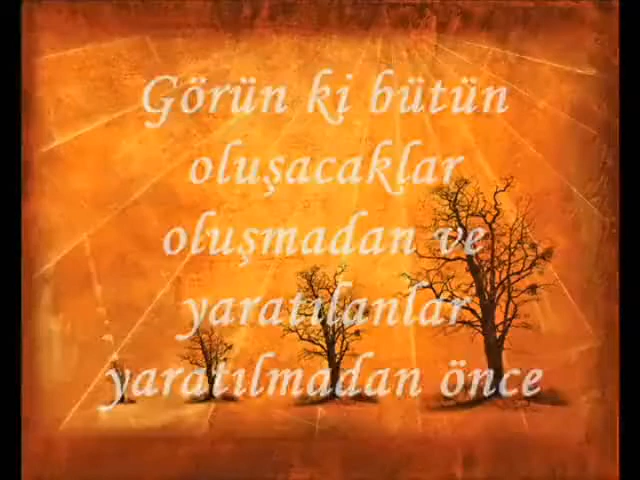 Görün ki bütün
oluşacaklar
oluşmadan ve
yaratılanlar
yaratılmadan önce